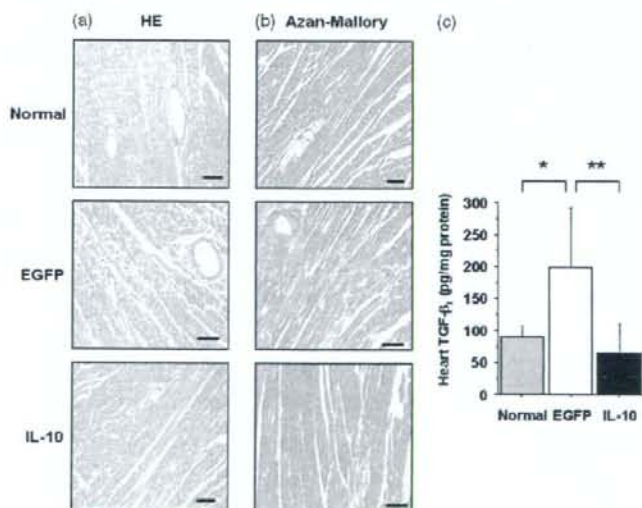 (a) HE
(b) Azan-Mallory
(c)
Normal
EGFP
IL-10
* **
Heart TGF-β₁ (pg/mg protein)
300
250
200
150
100
50
0
Normal EGFP IL-10